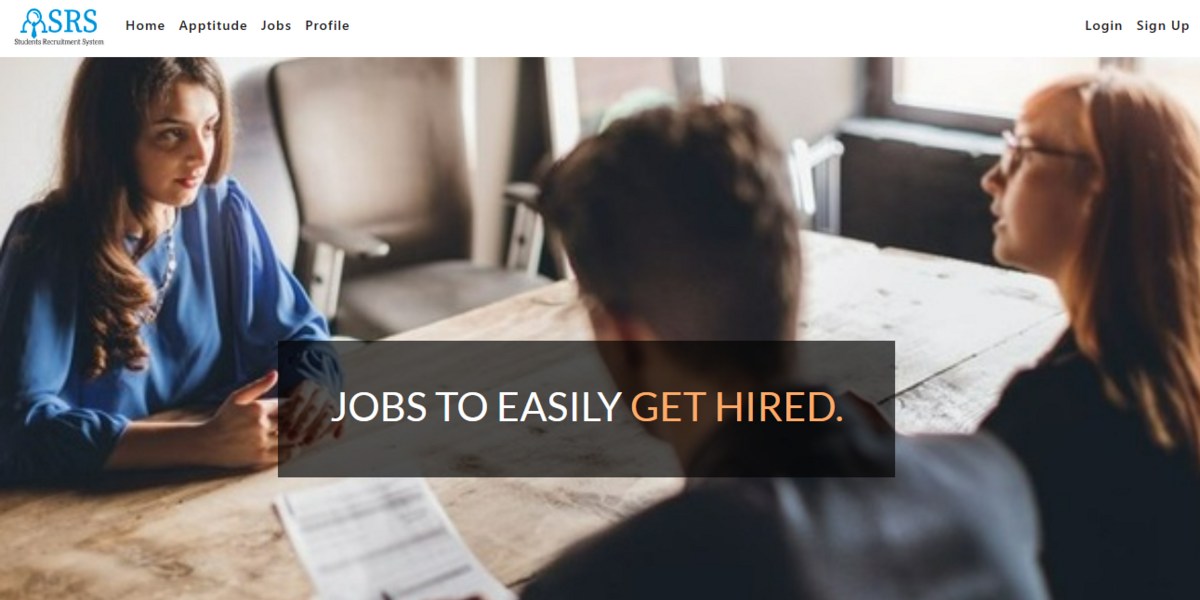 SRS
Students Recruitment System
Home Apptitude Jobs Profile
Login Sign Up
JOBS TO EASILY GET HIRED.